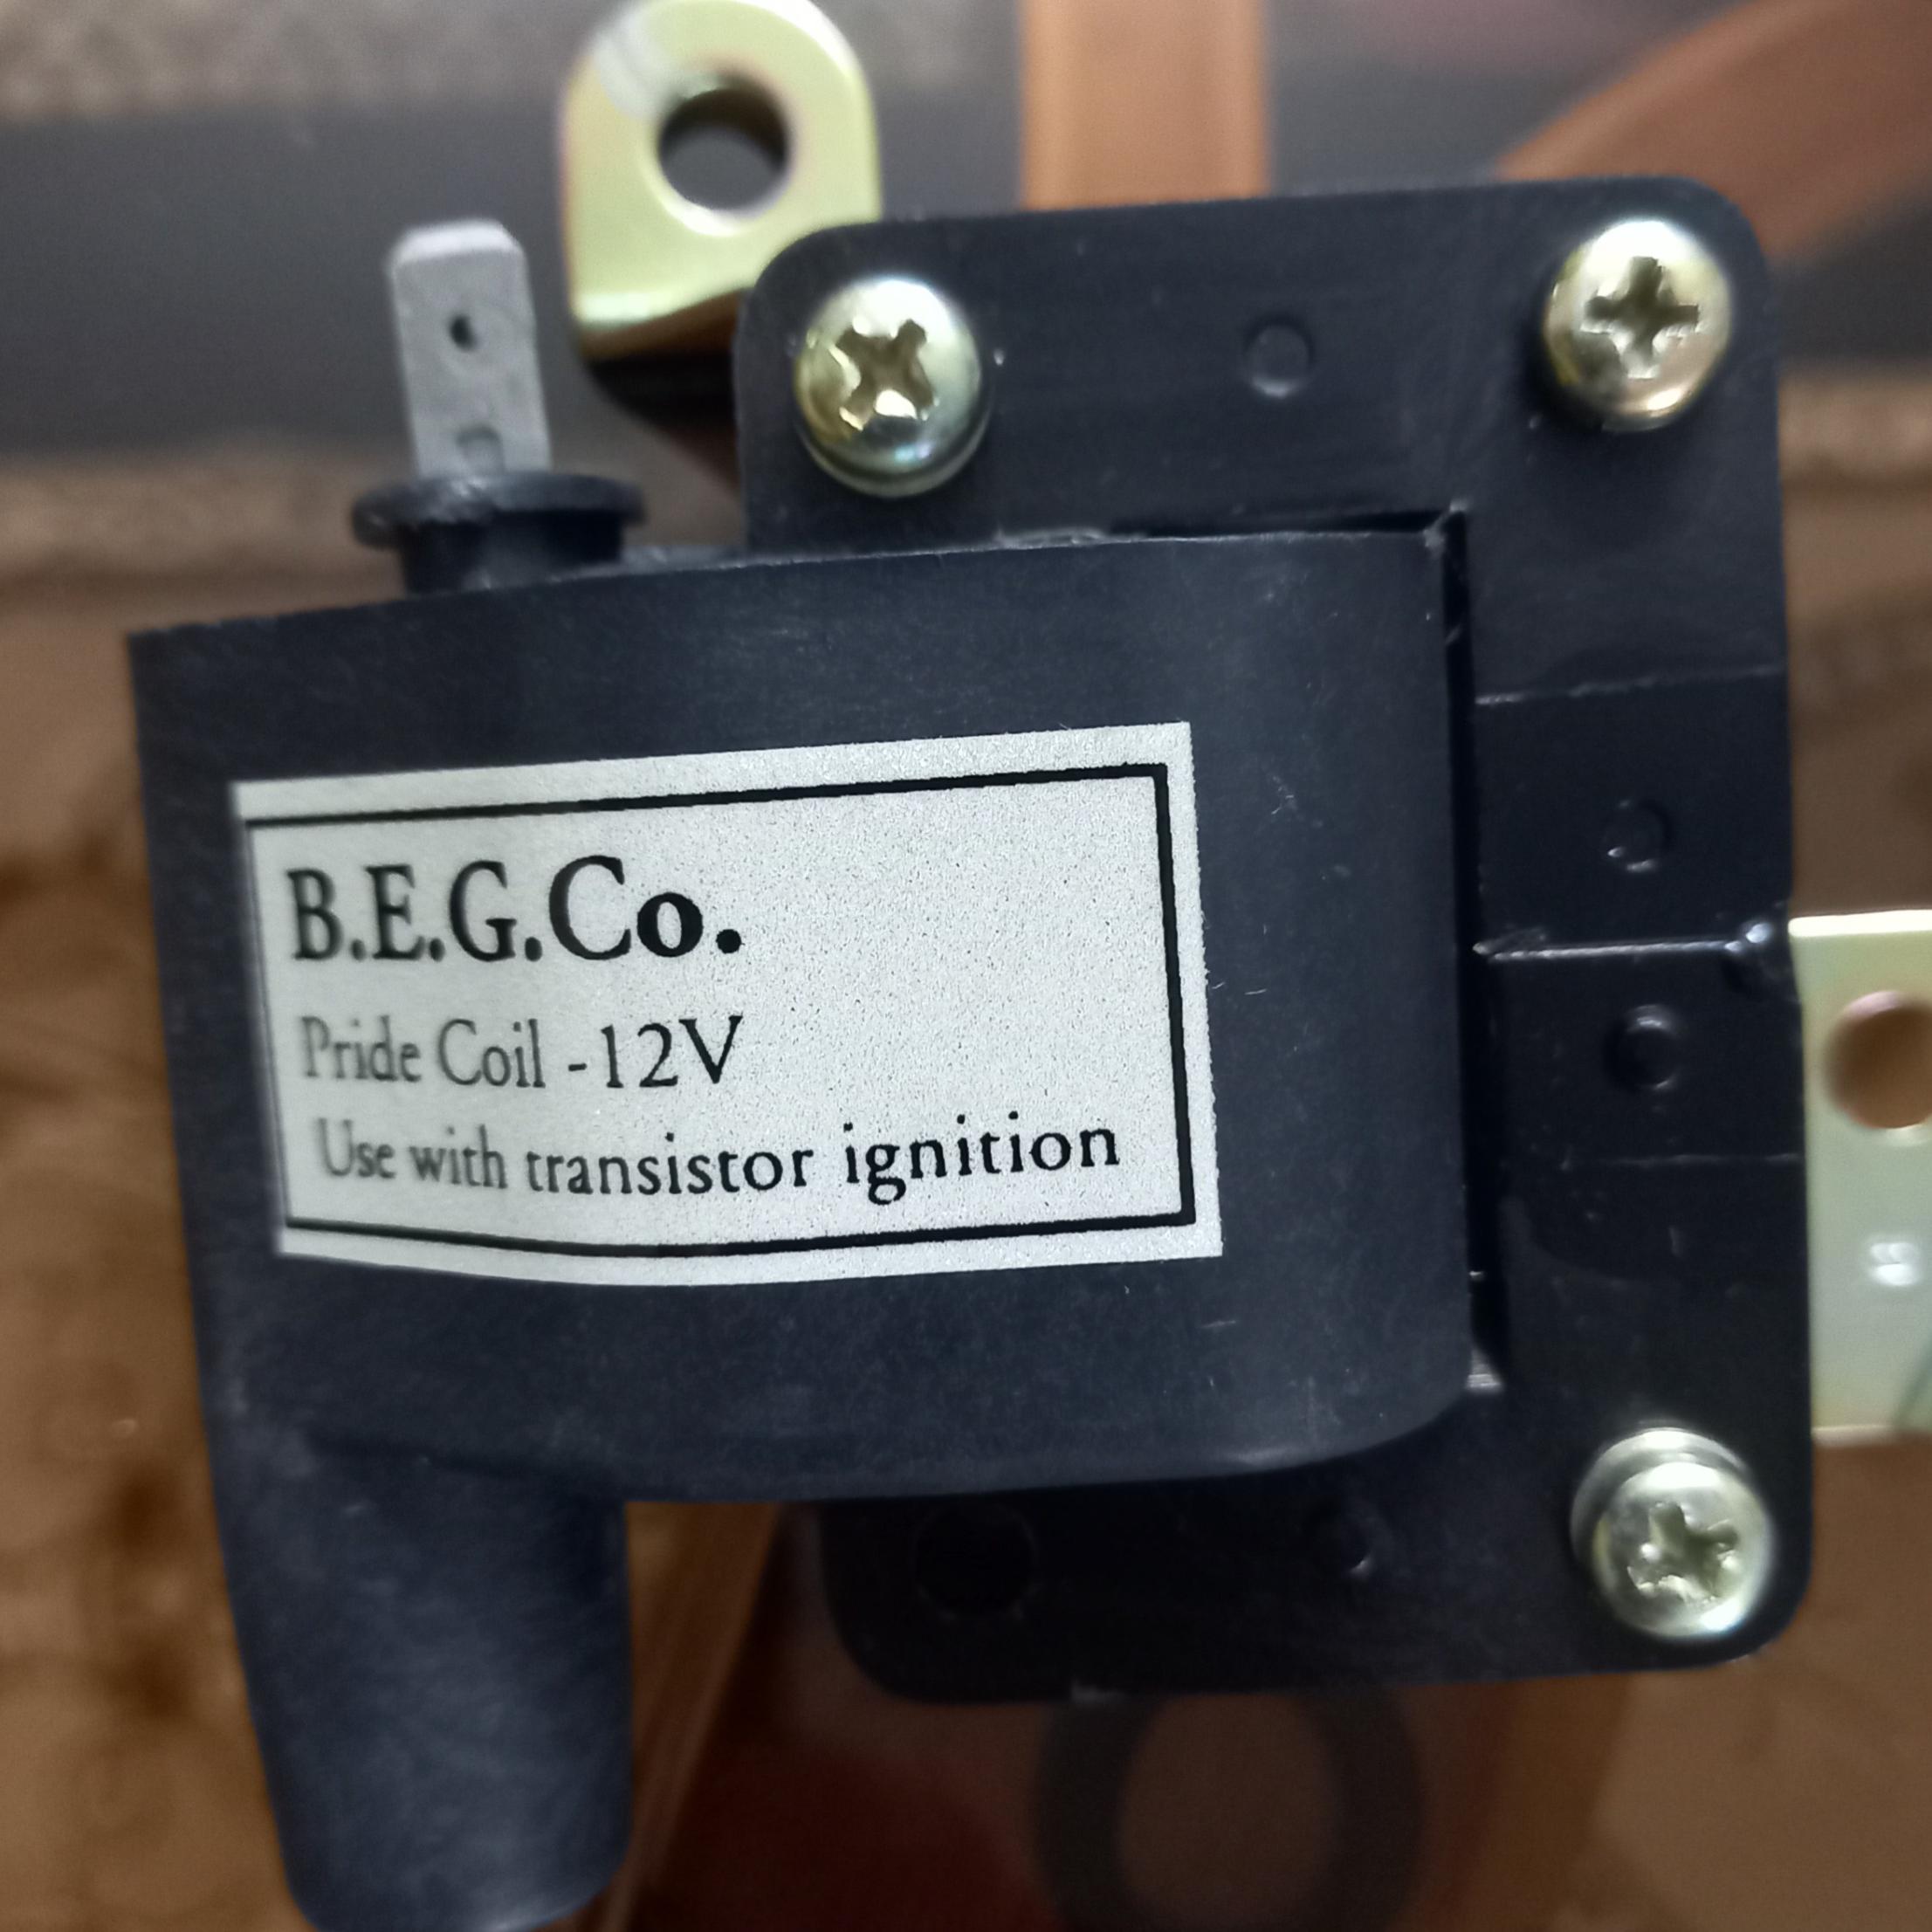 B.E.G.Co.
Pride Coil -12V
Use with transistor ignition